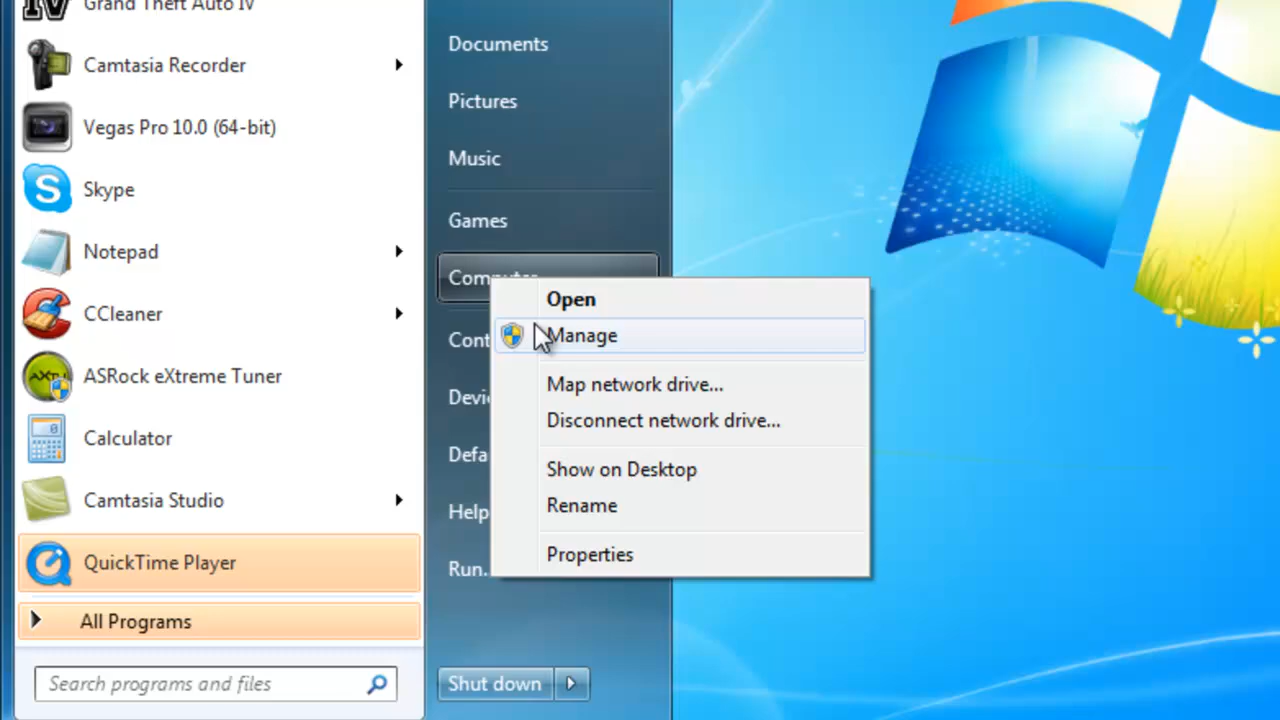 Grand Theft Auto IV
Camtasia Recorder
Vegas Pro 10.0 (64-bit)
Skype
Notepad
CCleaner
ASRock eXtreme Tuner
Calculator
Camtasia Studio
QuickTime Player
All Programs
Search programs and files
Documents
Pictures
Music
Games
Computer
Cont
Devi
Defa
Help
Run.
Shut down
Open
Manage
Map network drive...
Disconnect network drive...
Show on Desktop
Rename
Properties